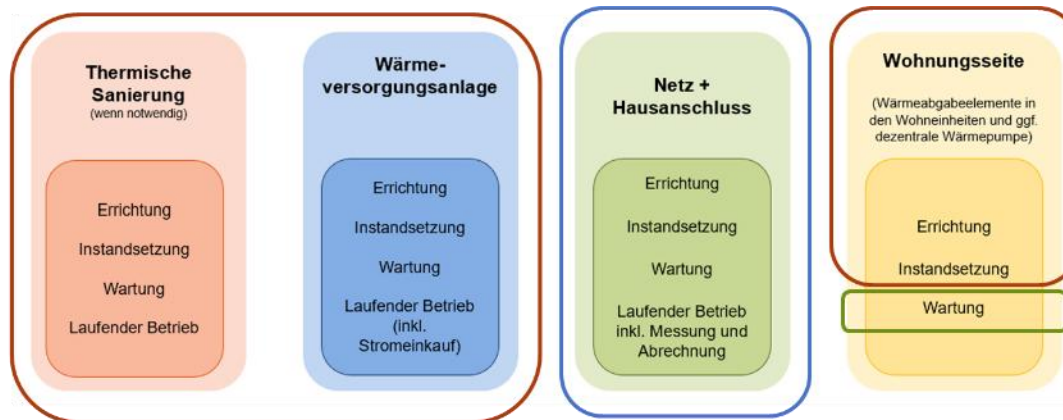 Thermische
Sanierung
(wenn notwendig)
Errichtung
Instandsetzung
Wartung
Laufender Betrieb
Wärme-
versorgungsanlage
Errichtung
Instandsetzung
Wartung
Laufender Betrieb
(inkl.
Stromeinkauf)
Netz +
Hausanschluss
Errichtung
Instandsetzung
Wartung
Laufender Betrieb
inkl. Messung und
Abrechnung
Wohnungsseite
(Wärmeabgabeelemente in
den Wohneinheiten und ggf.
dezentrale Wärmepumpe)
Errichtung
Instandsetzung
Wartung